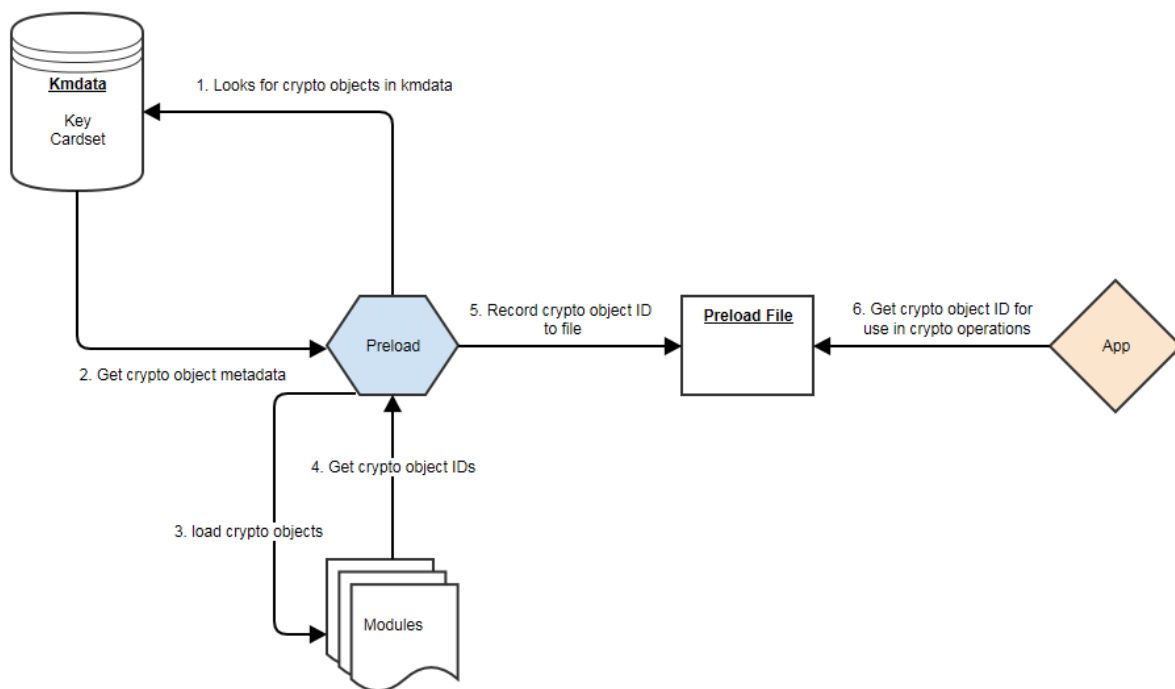 Kmdata
Key
Cardset
1. Looks for crypto objects in kmdata
2. Get crypto object metadata
Preload
3. load crypto objects
4. Get crypto object IDs
Modules
5. Record crypto object ID
to file
Preload File
6. Get crypto object ID for
use in crypto operations
App